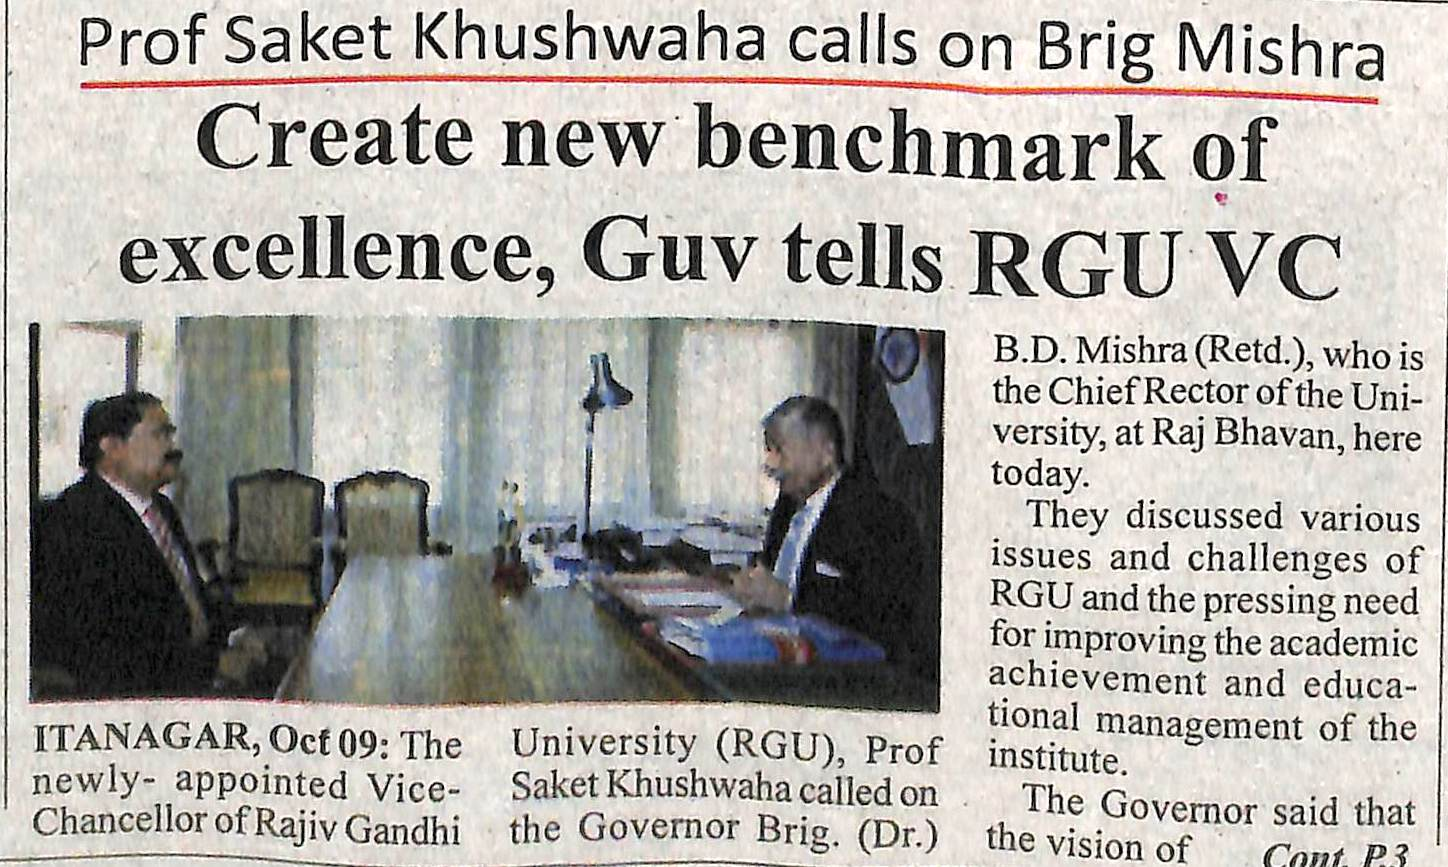 Prof Saket Khushwaha calls on Brig Mishra
Create new benchmark of
excellence, Guv tells RGU VC
ITANAGAR, Oct 09: The
newly- appointed Vice-
Chancellor of Rajiv Gandhi
University (RGU), Prof
Saket Khushwaha called on
the Governor Brig. (Dr.)
B.D. Mishra (Retd.), who is
the Chief Rector of the Uni-
versity, at Raj Bhavan, here
today.
They discussed various
issues and challenges of
RGU and the pressing need
for improving the academic
achievement and educa-
tional management of the
institute.
The Governor said that
the vision of Cont. P.3